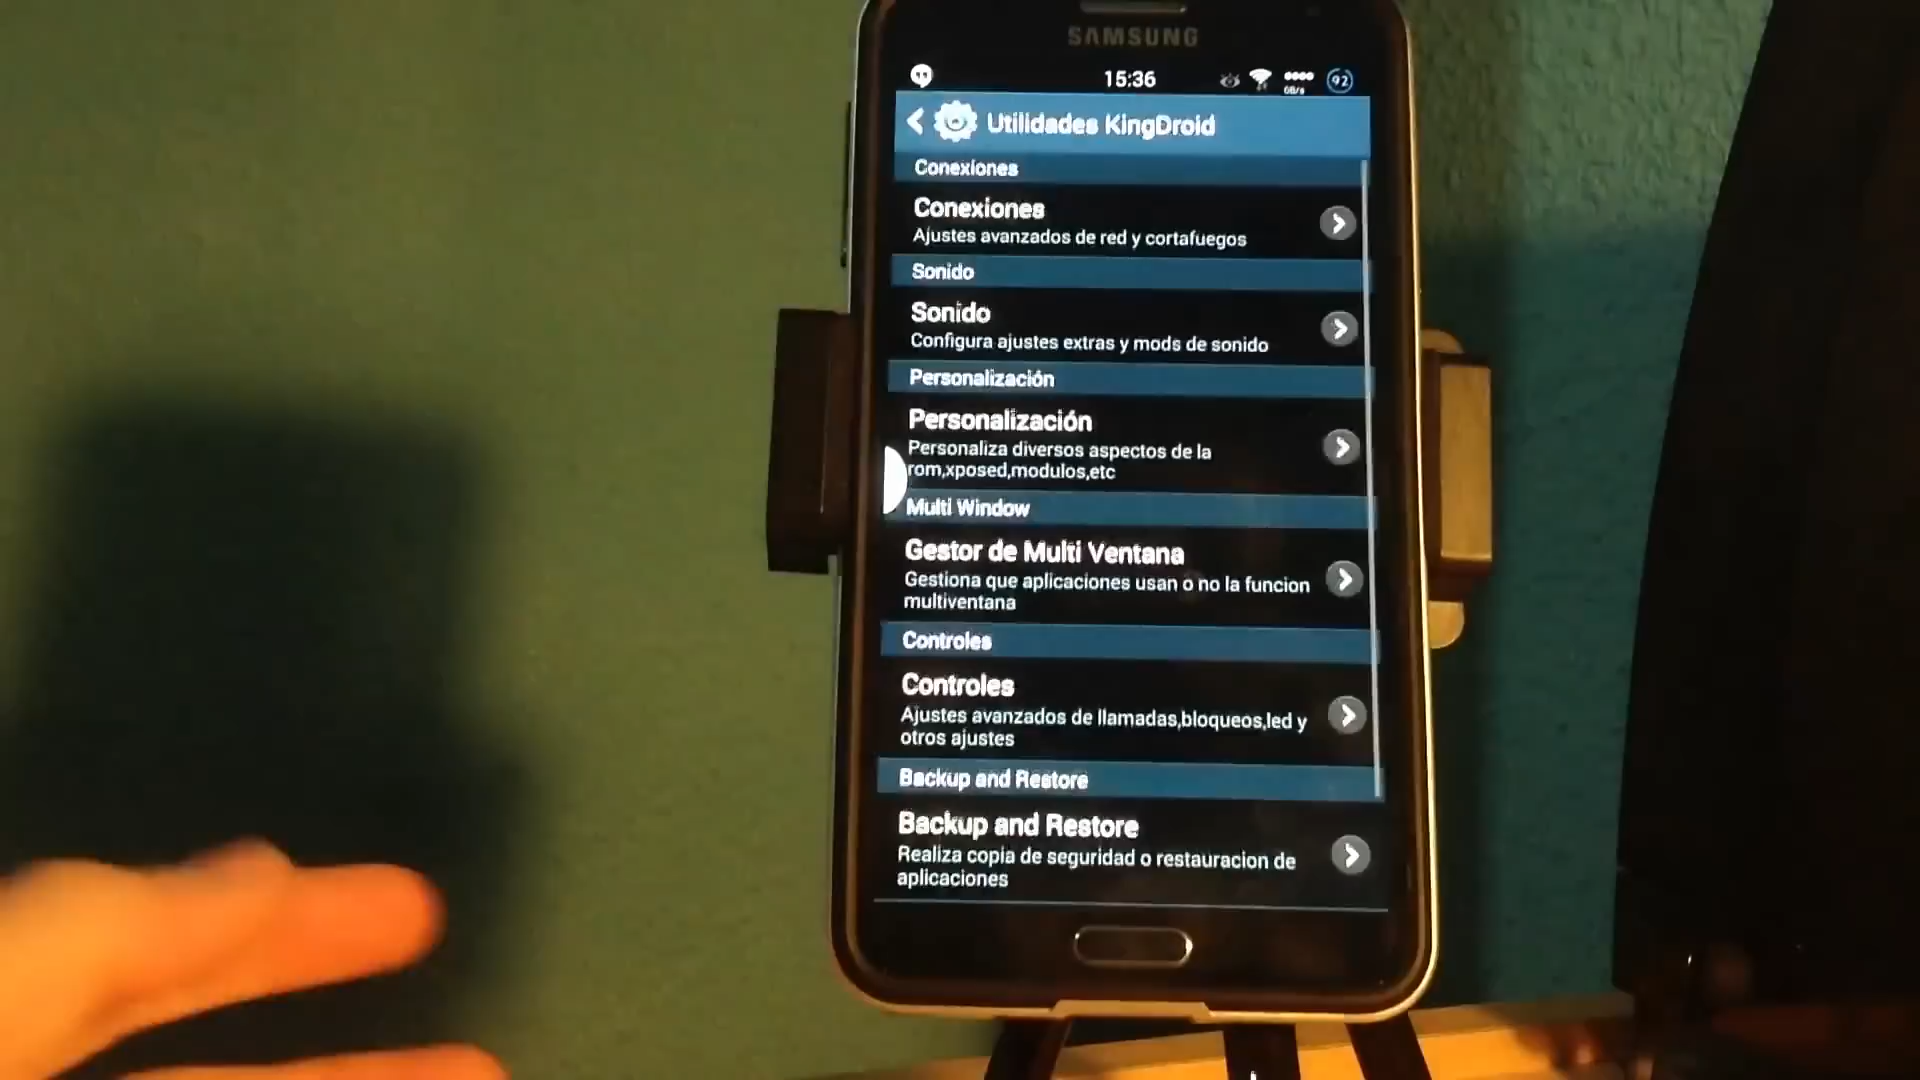 SAMSUNG
15:36
GB/s
92
Utilidades KingDroid
Conexiones
Conexiones
Ajustes avanzados de red y cortafuegos
Sonido
Sonido
Configura ajustes extras y mods de sonido
Personalización
Personalización
Personaliza diversos aspectos de la
rom,xposed,modulos,etc
Multi Window
Gestor de Multi Ventana
Gestiona que aplicaciones usan o no la funcion
multiventana
Controles
Controles
Ajustes avanzados de llamadas,bloqueos,led y
otros ajustes
Backup and Restore
Backup and Restore
Realiza copia de seguridad o restauracion de
aplicaciones